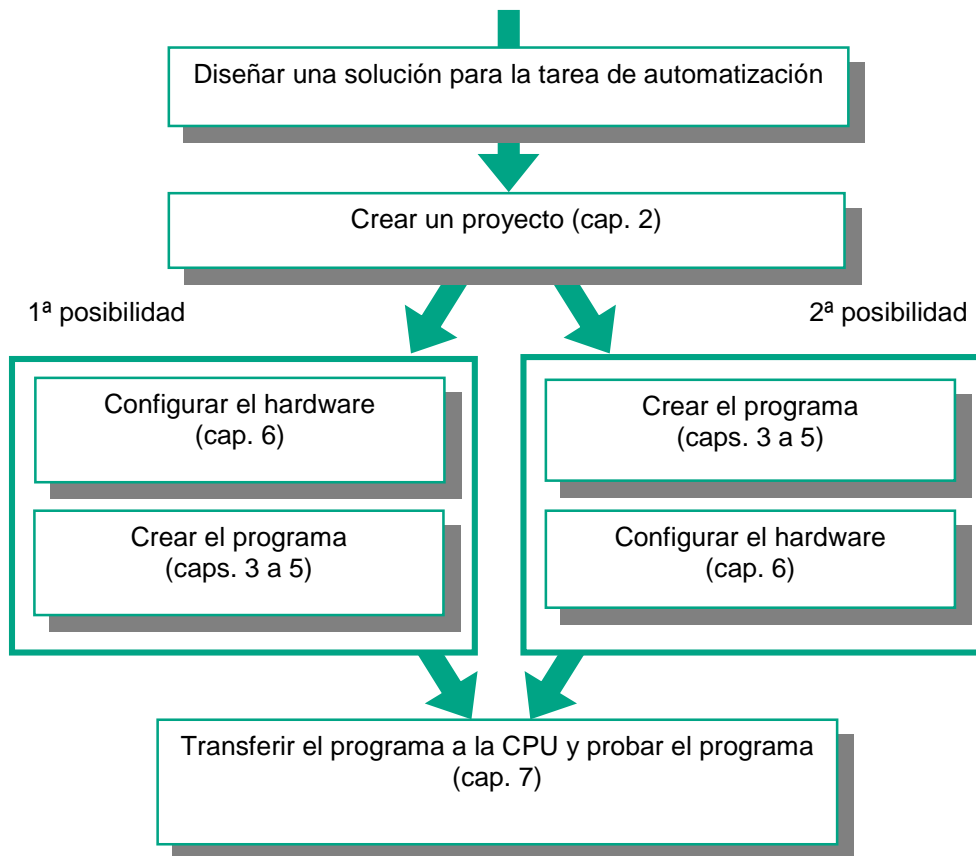 Diseñar una solución para la tarea de automatización
Crear un proyecto (cap. 2)
1ª posibilidad
2ª posibilidad
Configurar el hardware
(cap. 6)
Crear el programa
(caps. 3 a 5)
Crear el programa
(caps. 3 a 5)
Configurar el hardware
(cap. 6)
Transferir el programa a la CPU y probar el programa
(cap. 7)